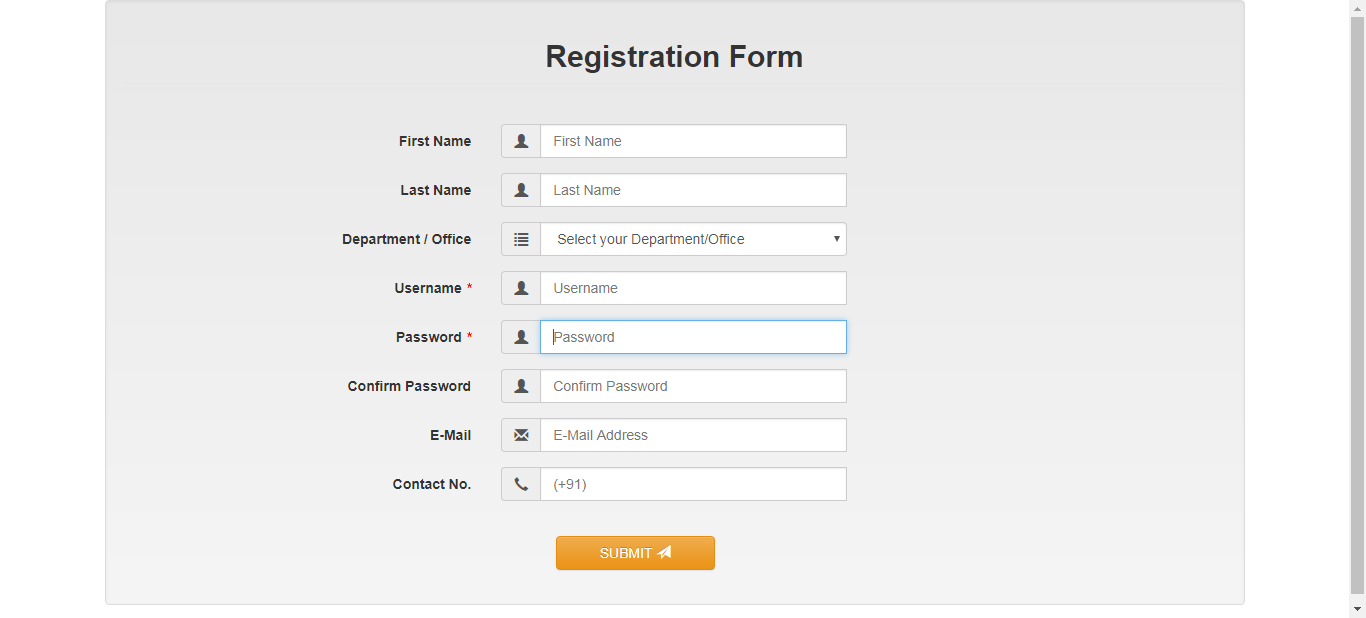 Registration Form
First Name First Name
Last Name Last Name
Department / Office Select your Department/Office
Username * Username
Password * Password
Confirm Password Confirm Password
E-Mail E-Mail Address
Contact No. (+91)
SUBMIT